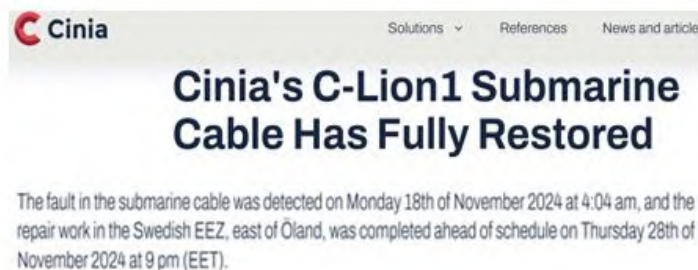 Cinia
Solutions References News and article
Cinia's C-Lion1 Submarine
Cable Has Fully Restored
The fault in the submarine cable was detected on Monday 18th of November 2024 at 4:04 am, and the
repair work in the Swedish EEZ, east of Öland, was completed ahead of schedule on Thursday 28th of
November 2024 at 9 pm (EET).